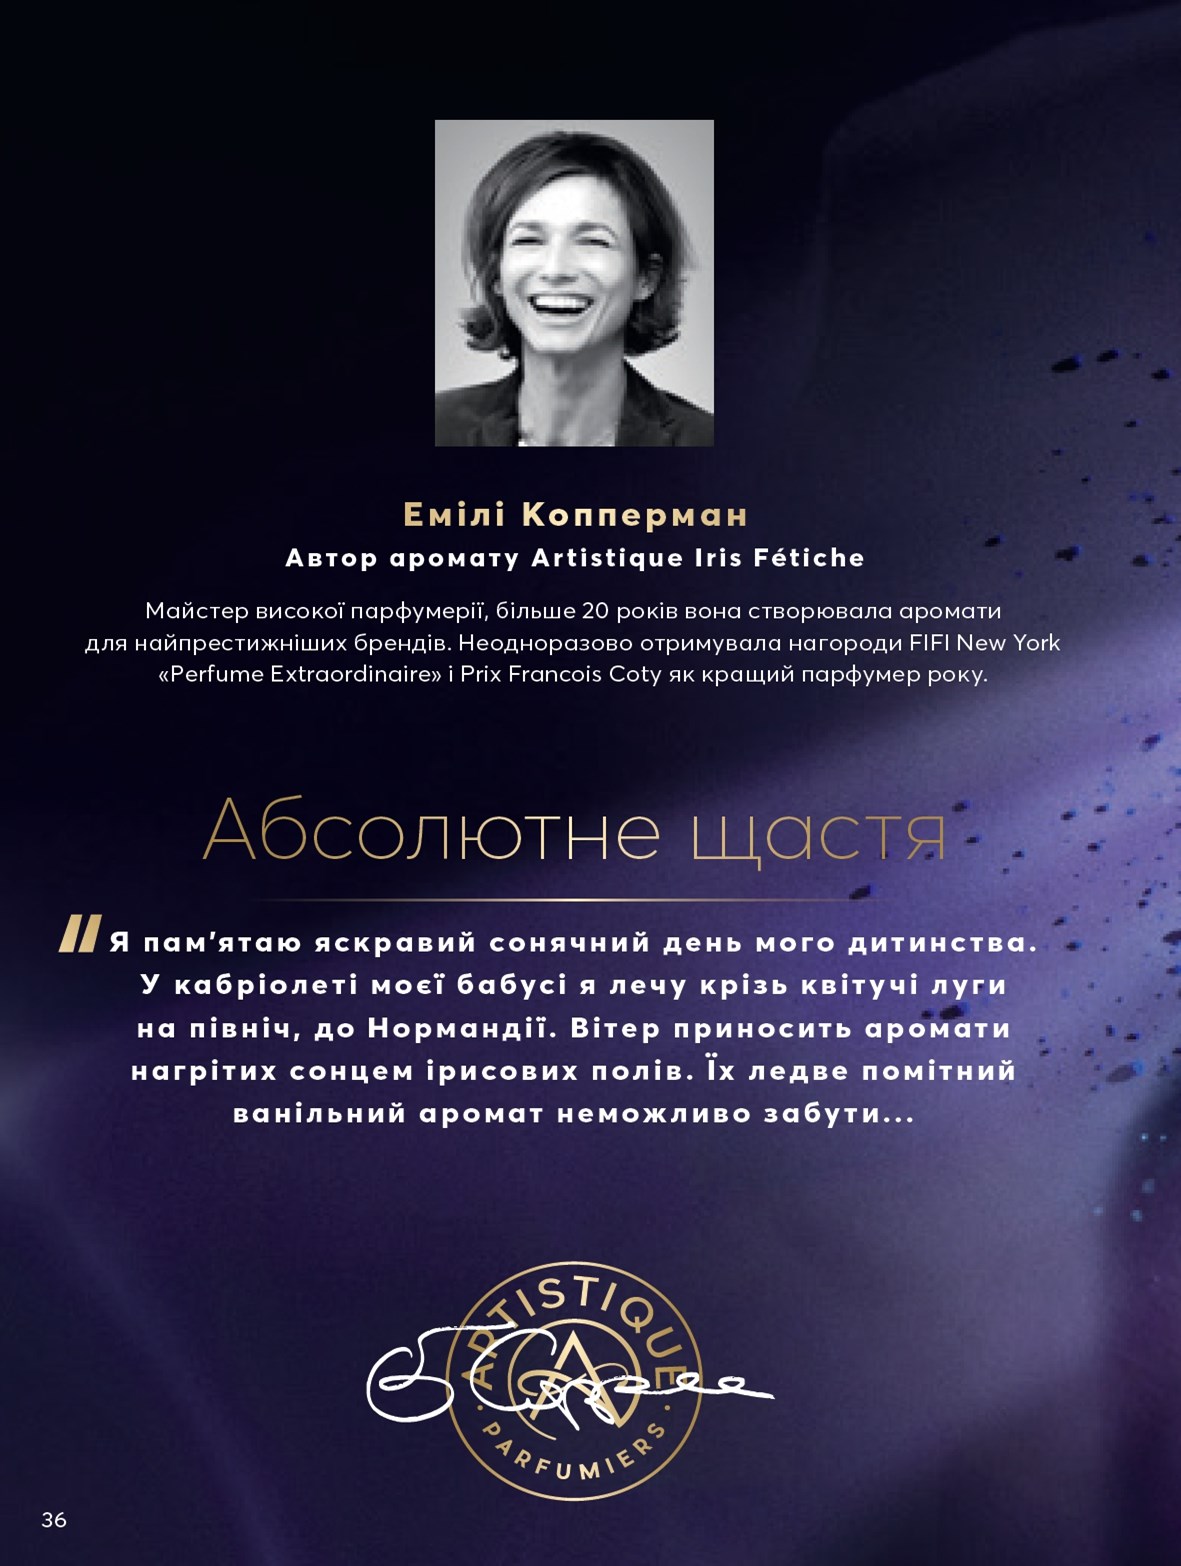 Емілі Копперман
Автор аромату Artistique Iris Fétiche
Майстер високої парфумерії, більше 20 років вона створювала аромати
для найпрестижніших брендів. Неодноразово отримувала нагороди FIFI New York
«Perfume Extraordinaire» і Prix Francois Coty як кращий парфумер року.
Абсолютне щастя
"Я пам'ятаю яскравий сонячний день мого дитинства.
У кабріолеті моєї бабусі я лечу крізь квітучі луги
на північ, до Нормандії. Вітер приносить аромати
нагрітих сонцем ірисових полів. Їх ледве помітний
ванільний аромат неможливо забути...
ARTISTIQUE
· PARFUMIERS ·
36